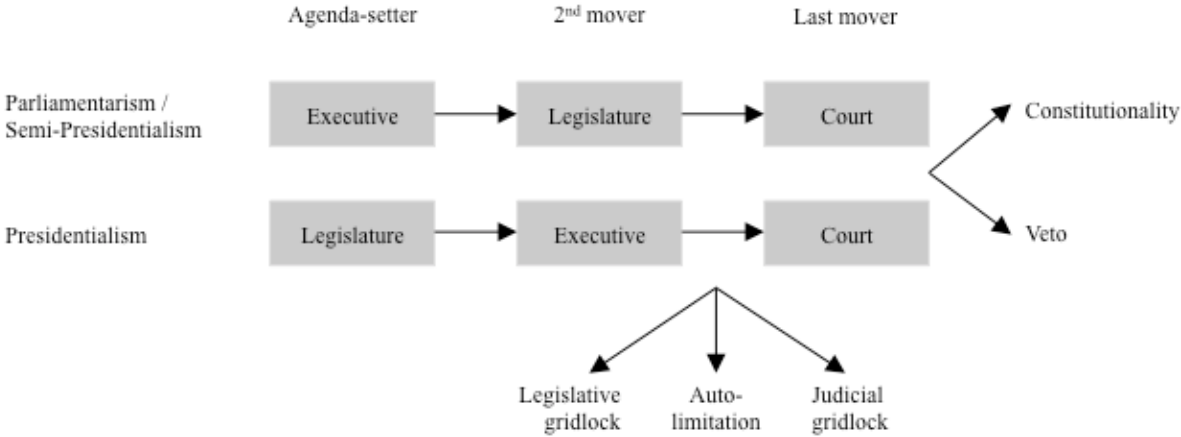 Agenda-setter
2nd mover
Last mover
Parliamentarism /
Semi-Presidentialism
Executive
Legislature
Court
Constitutionality
Presidentialism
Legislature
Executive
Court
Veto
Legislative
gridlock
Auto-
limitation
Judicial
gridlock